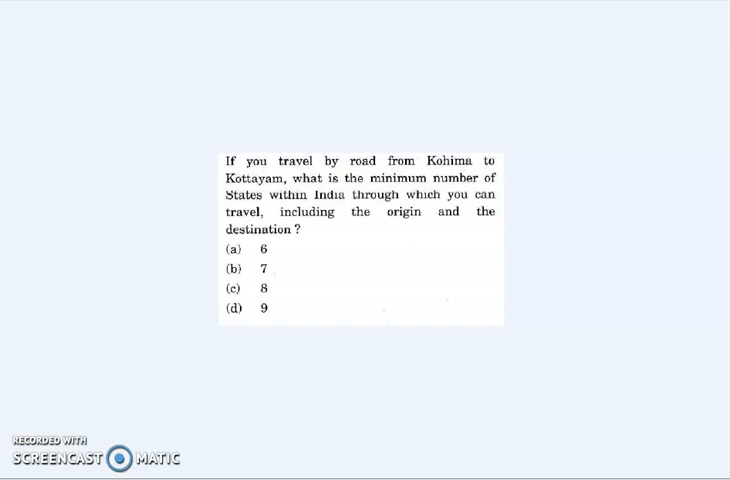 If you travel by road from Kohima to
Kottayam, what is the minimum number of
States within India through which you can
travel, including the origin and the
destination ?
(a) 6
(b) 7
(c) 8
(d) 9
RECORDED WITH
SCREENCAST MATIC